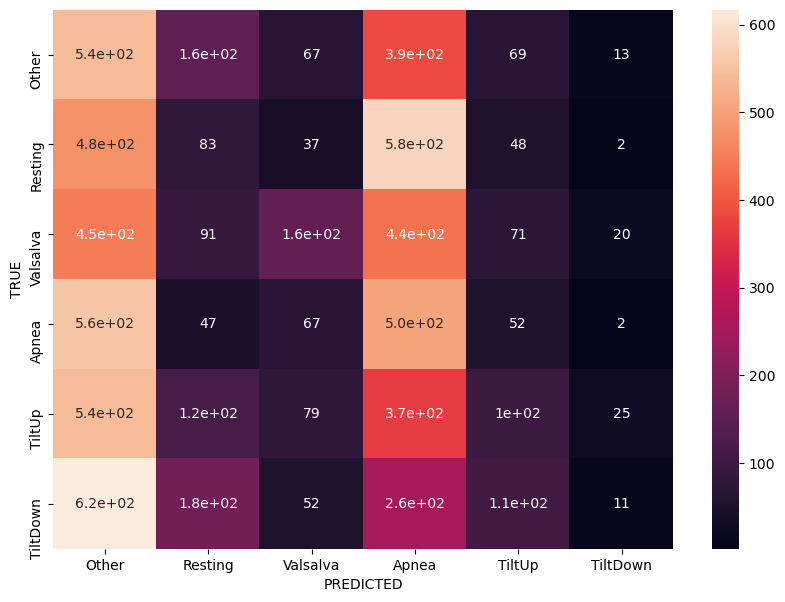 TRUE
Other 5.4e+02 1.6e+02 67 3.9e+02 69 13
Resting 4.8e+02 83 37 5.8e+02 48 2
Valsalva 4.5e+02 91 1.6e+02 4.4e+02 71 20
Apnea 5.6e+02 47 67 5.0e+02 52 2
TiltUp 5.4e+02 1.2e+02 79 3.7e+02 1e+02 25
TiltDown 6.2e+02 1.8e+02 52 2.6e+02 1.1e+02 11
Other Resting Valsalva Apnea TiltUp TiltDown
PREDICTED
600
500
400
300
200
100